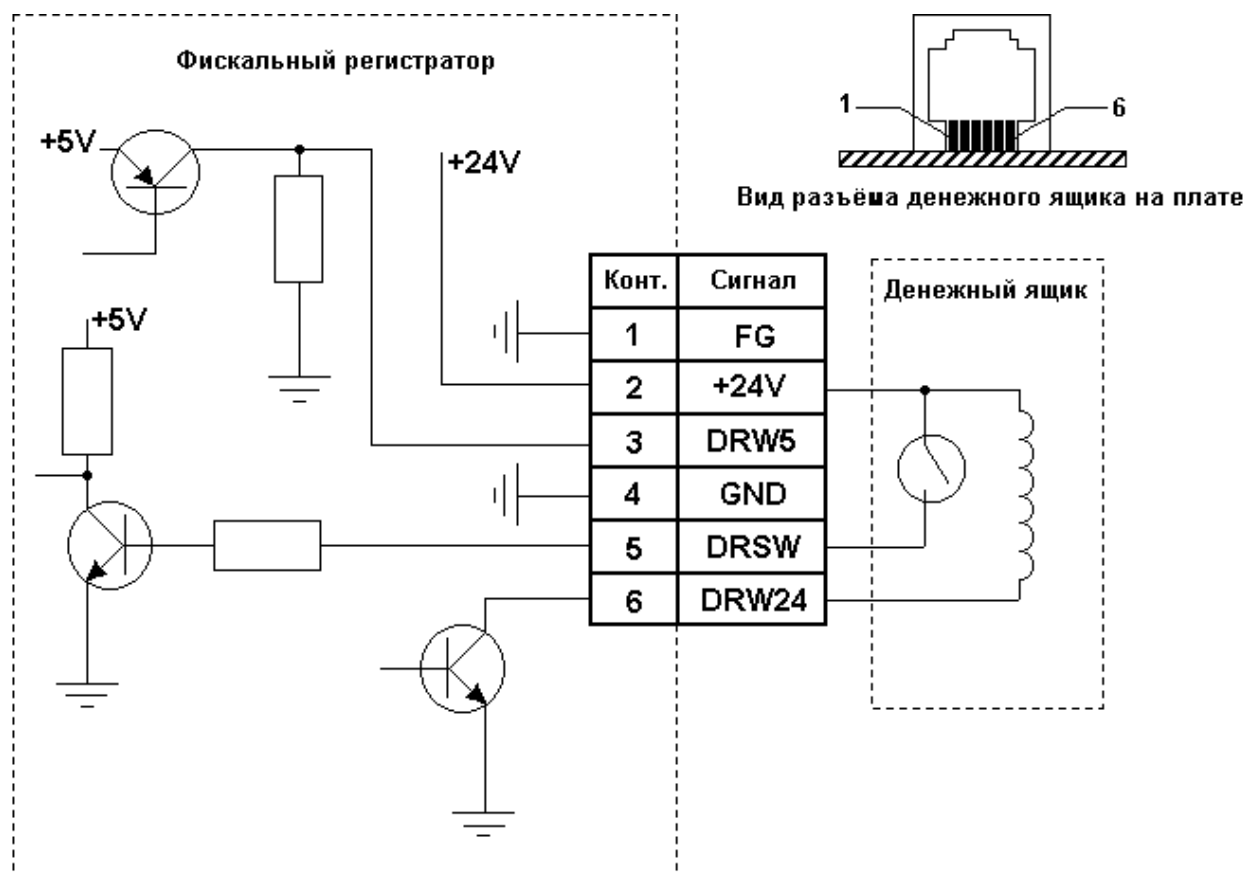 Фискальный регистратор
+5V
+24V
1
6
Вид разъёма денежного ящика на плате
+5V
Конт. Сигнал
1 FG
2 +24V
3 DRW5
4 GND
5 DRSW
6 DRW24
Денежный ящик